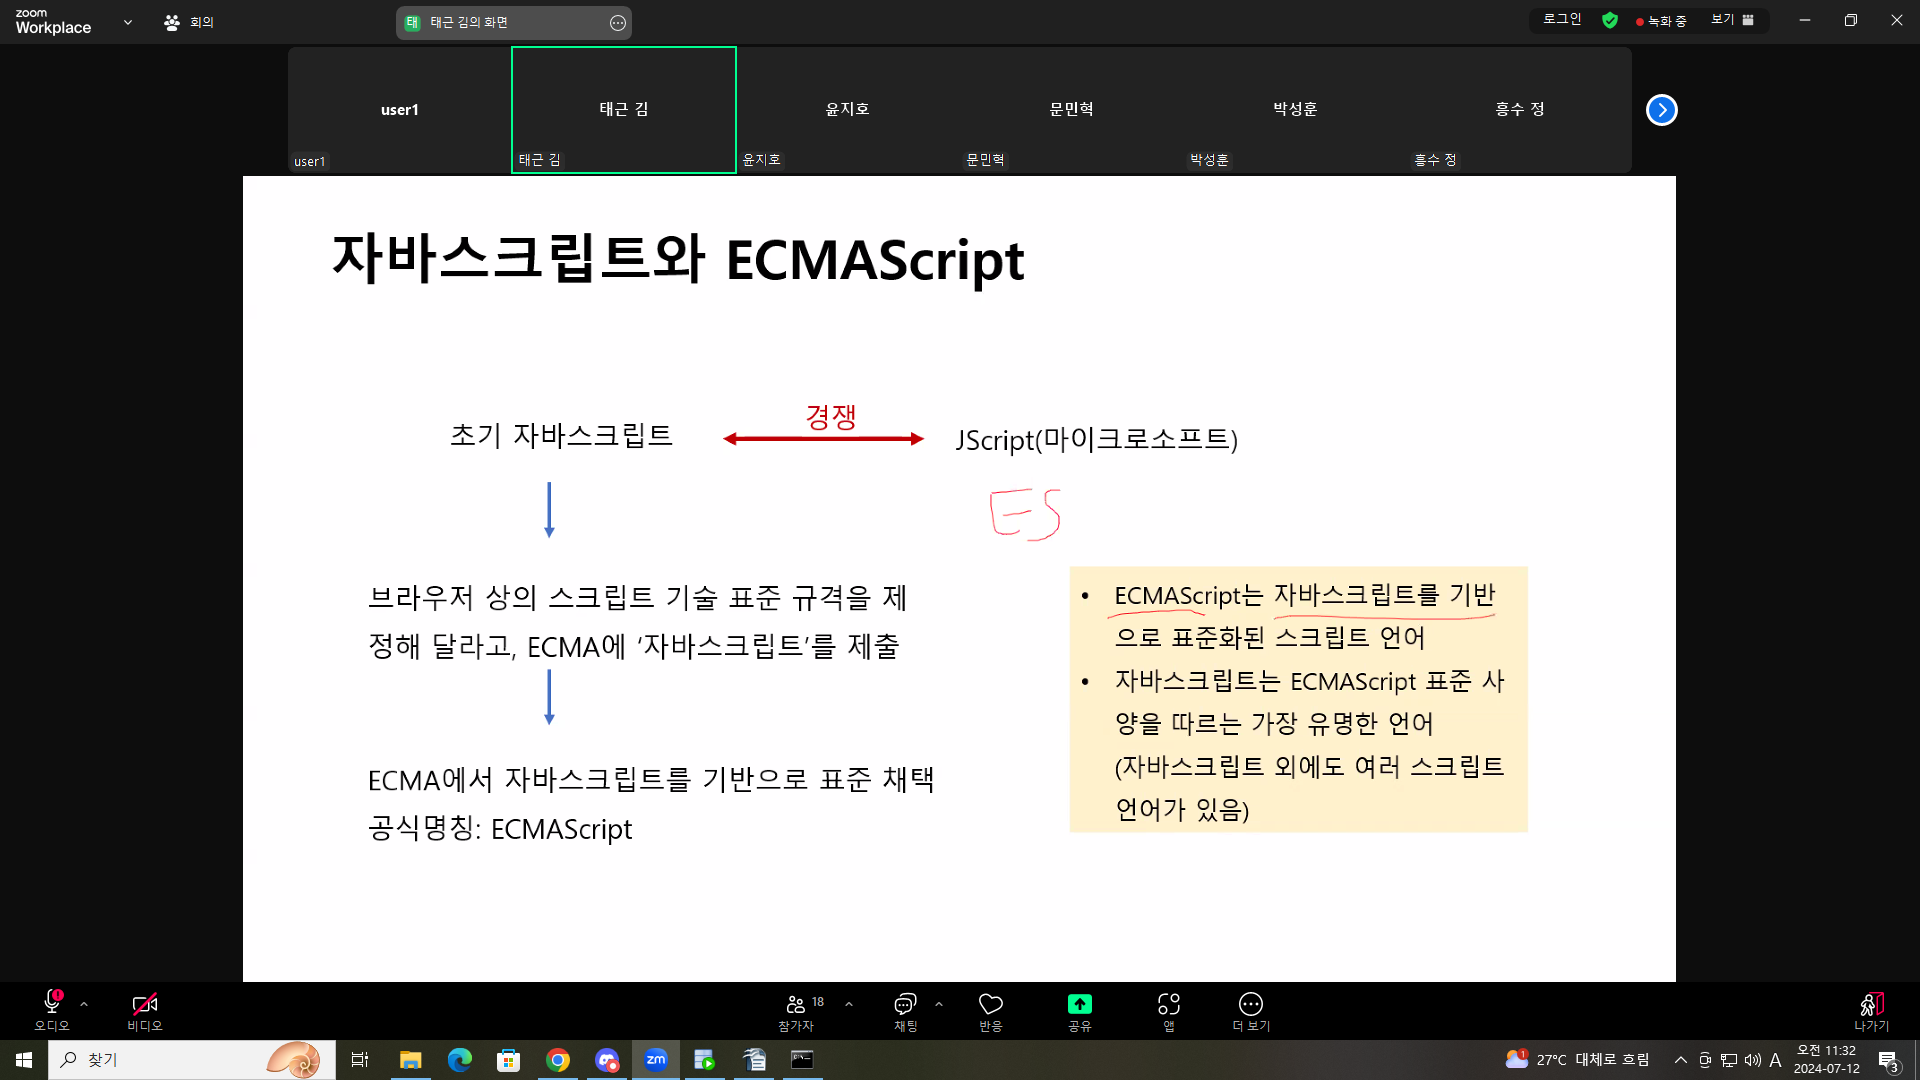 zoom
Workplace
회의
태 태근 김의 화면
로그인
녹화 중
보기
user1
태근 김
윤지호
문민혁
박성훈
흥수 정
user1
태근 김
윤지호
문민혁
박성훈
흥수 정
자바스크립트와 ECMAScript
초기 자바스크립트
경쟁
JScript(마이크로소프트)
ES
브라우저 상의 스크립트 기술 표준 규격을 제
정해 달라고, ECMA에 ‘자바스크립트’를 제출
ECMA에서 자바스크립트를 기반으로 표준 채택
공식명칭: ECMAScript
• ECMAScript는 자바스크립트를 기반
으로 표준화된 스크립트 언어
• 자바스크립트는 ECMAScript 표준 사
양을 따르는 가장 유명한 언어
(자바스크립트 외에도 여러 스크립트
언어가 있음)
오디오
비디오
18
참가자
채팅
반응
공유
앱
더 보기
나가기
찾기
zm
1
27°C 대체로 흐림
A
오전 11:32
2024-07-12
3